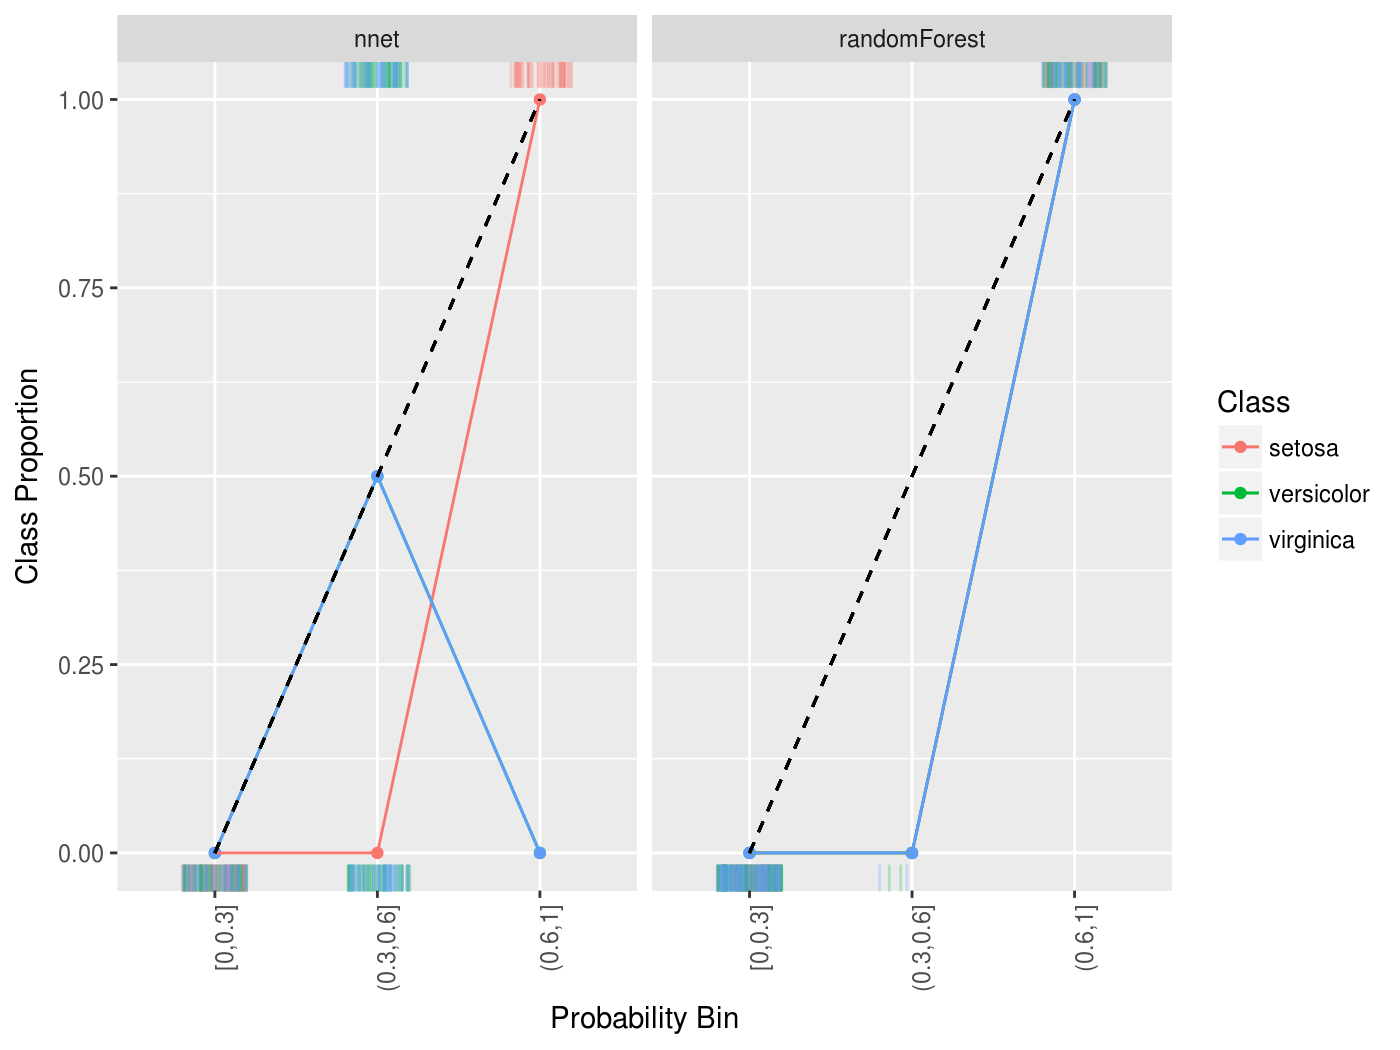 nnet
randomForest
1.00
0.75
0.50
0.25
0.00
Class Proportion
[0,0.3]
(0.3,0.6]
(0.6,1]
[0,0.3]
(0.3,0.6]
(0.6,1]
Probability Bin
Class
setosa
versicolor
virginica